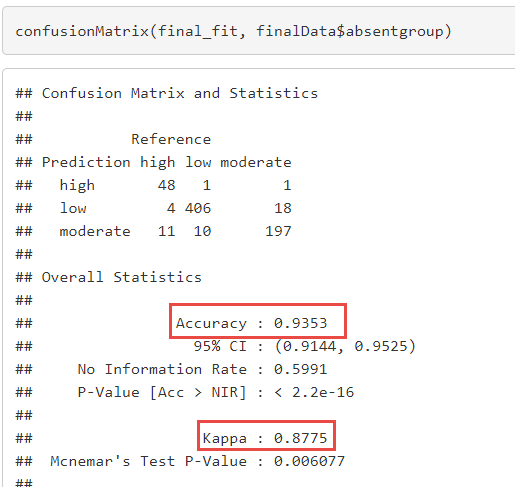 confusionMatrix(final_fit, finalData$absentgroup)
## Confusion Matrix and Statistics
##
##           Reference
## Prediction high low moderate
##   high       48   1        1
##   low         4 406       18
##   moderate   11  10      197
##
## Overall Statistics
##
##                Accuracy : 0.9353
##                  95% CI : (0.9144, 0.9525)
##     No Information Rate : 0.5991
##     P-Value [Acc > NIR] : < 2.2e-16
##
##                   Kappa : 0.8775
##  Mcnemar's Test P-Value : 0.006077
##